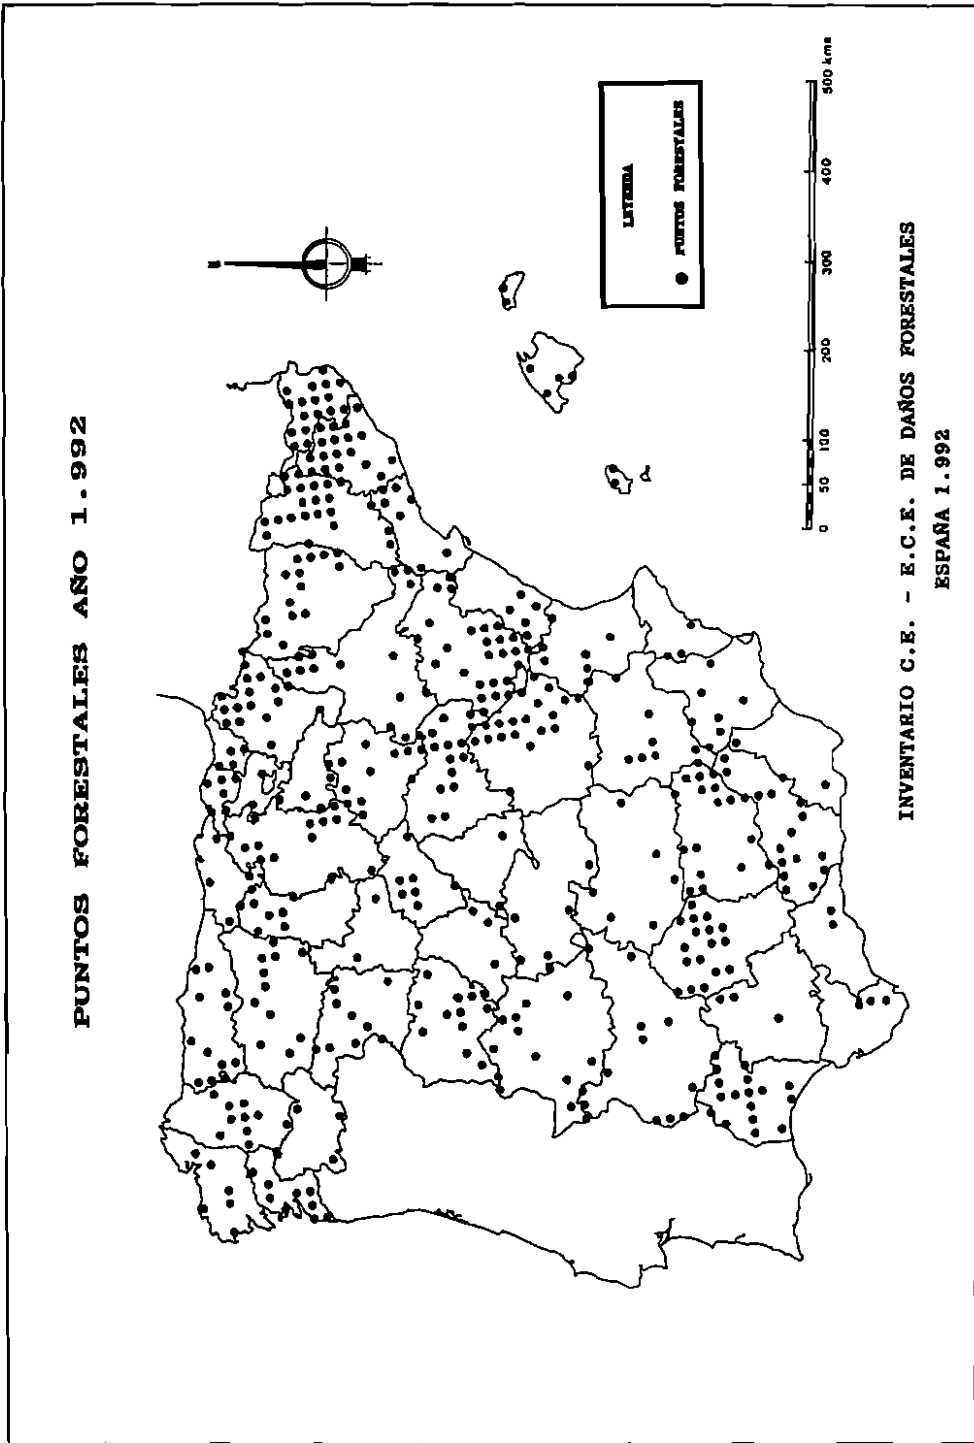 PUNTOS FORESTALES AÑO 1.992
N
LEYENDA
PUNTOS FORESTALES
0 50 100 200 300 400 500 kms
INVENTARIO C.E. - E.C.E. DE DAÑOS FORESTALES
ESPAÑA 1.992